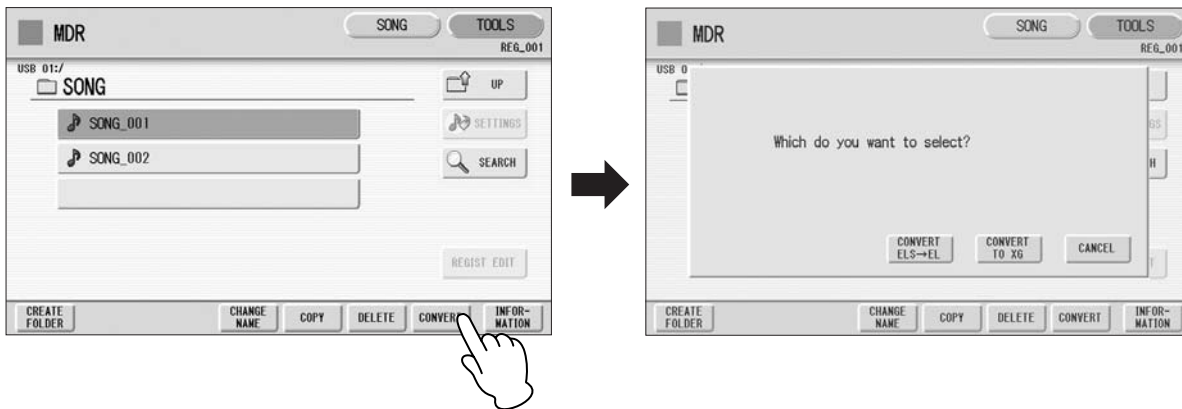 MDR
SONG
TOOLS
REG_001
USB 01:/
SONG
UP
SONG_001
SETTINGS
SONG_002
SEARCH
REGIST EDIT
CREATE
FOLDER
CHANGE
NAME
COPY
DELETE
CONVER
INFOR-
MATION
MDR
SONG
TOOLS
REG_001
USB 0
GS
H
Which do you want to select?
CONVERT
ELS→EL
CONVERT
TO XG
CANCEL
T
CREATE
FOLDER
CHANGE
NAME
COPY
DELETE
CONVERT
INFOR-
MATION